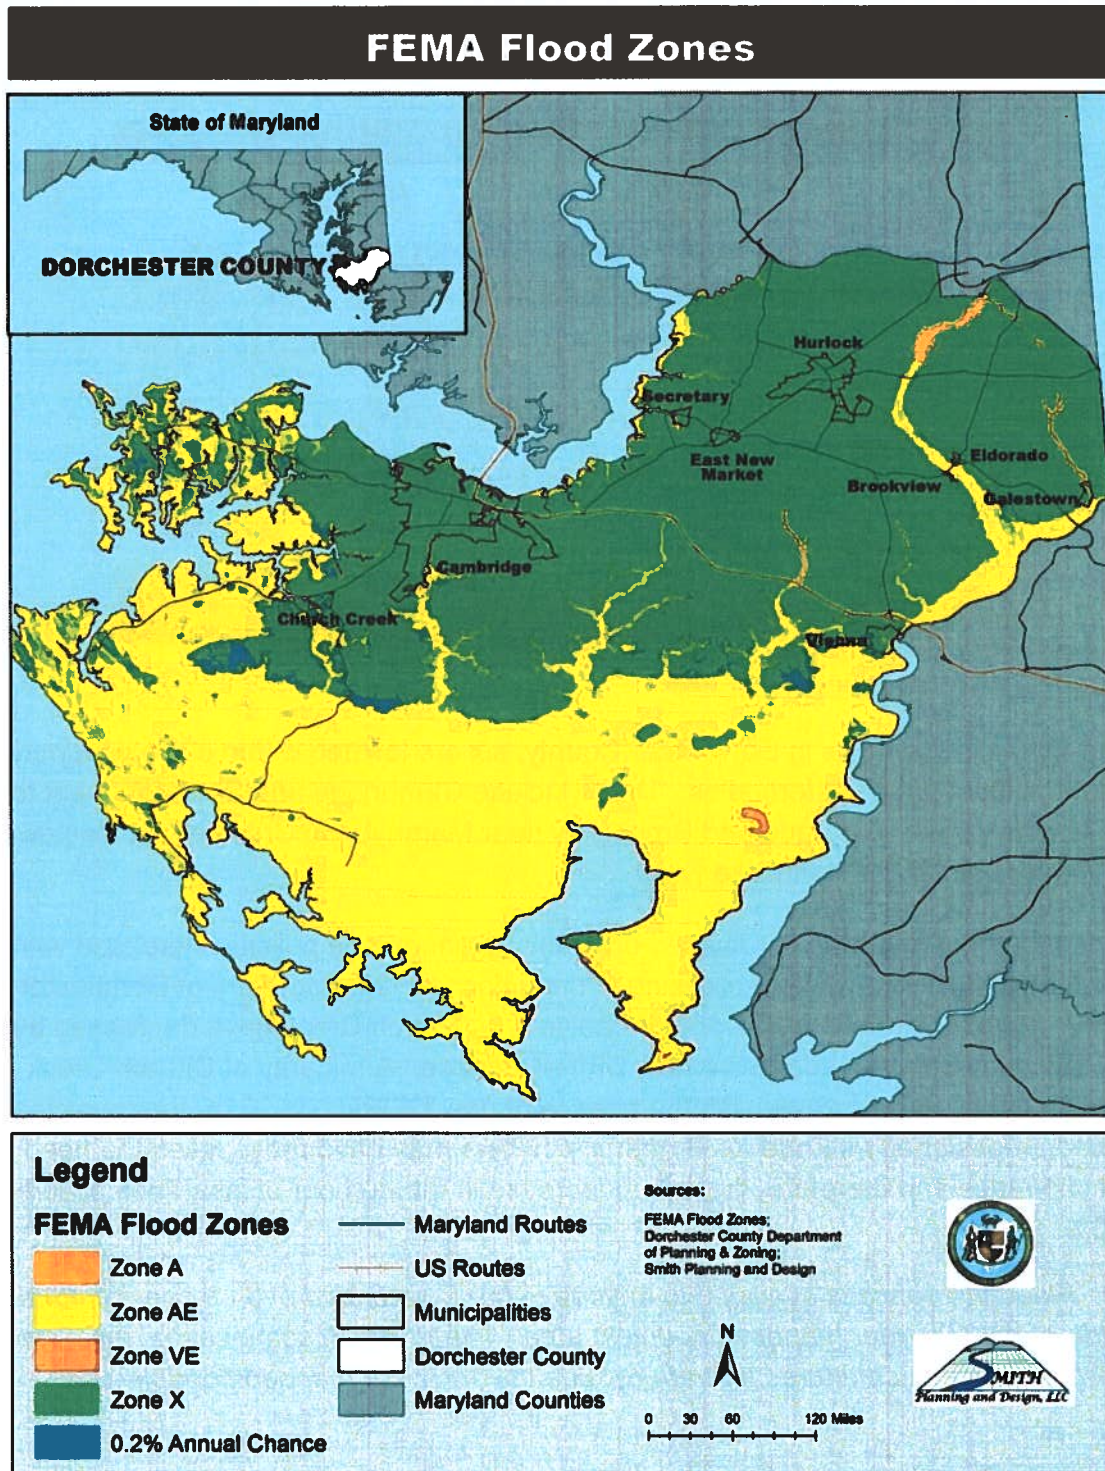 FEMA Flood Zones
State of Maryland
DORCHESTER COUNTY
Hurlock
Secretary
East New
Market
Eldorado
Brookview
Galestown
Cambridge
Church Creek
Vienna
Legend
FEMA Flood Zones
Zone A
Zone AE
Zone VE
Zone X
0.2% Annual Chance
Maryland Routes
US Routes
Municipalities
Dorchester County
Maryland Counties
Sources:
FEMA Flood Zones;
Dorchester County Department
of Planning & Zoning;
Smith Planning and Design
N
0 30 60 120 Miles
SMITH
Planning and Design, LLC